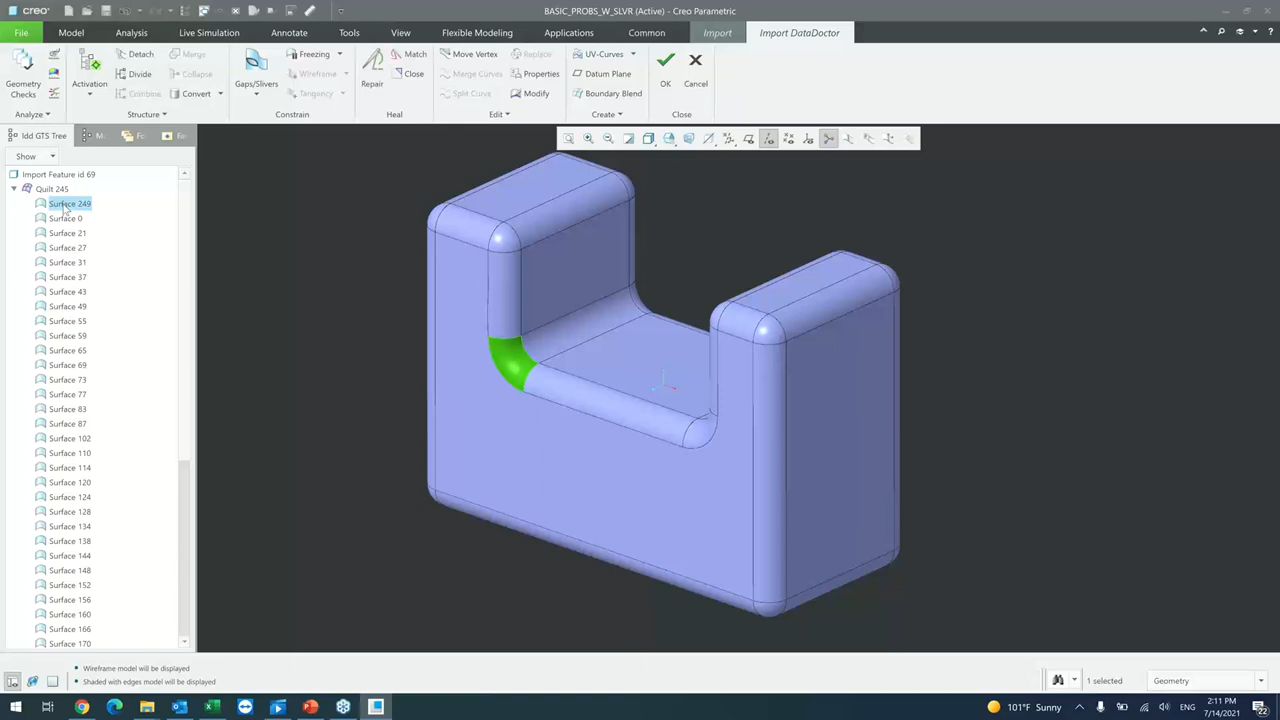 creo
BASIC_PROBS_W_SLVR (Active) - Creo Parametric
File Model Analysis Live Simulation Annotate Tools View Flexible Modeling Applications Common Import Import DataDoctor
Geometry Checks
Analyze
Activation
Detach
Divide
Combine
Merge
Collapse
Convert
Structure
Gaps/Slivers
Freezing
Wireframe
Tangency
Constrain
Repair
Match
Close
Heal
Move Vertex
Merge Curves
Split Curve
Replace
Properties
Modify
Edit
UV-Curves
Datum Plane
Boundary Blend
Create
OK
Cancel
Close
Idd GTS Tree
Show
Import Feature id 69
Quilt 245
Surface 249
Surface 0
Surface 21
Surface 27
Surface 31
Surface 37
Surface 43
Surface 49
Surface 55
Surface 59
Surface 65
Surface 69
Surface 73
Surface 77
Surface 83
Surface 87
Surface 102
Surface 110
Surface 114
Surface 120
Surface 124
Surface 128
Surface 134
Surface 138
Surface 144
Surface 148
Surface 152
Surface 156
Surface 160
Surface 166
Surface 170
Wireframe model will be displayed
Shaded with edges model will be displayed
1 selected
Geometry
101°F Sunny
ENG
2:11 PM
7/14/2021
22